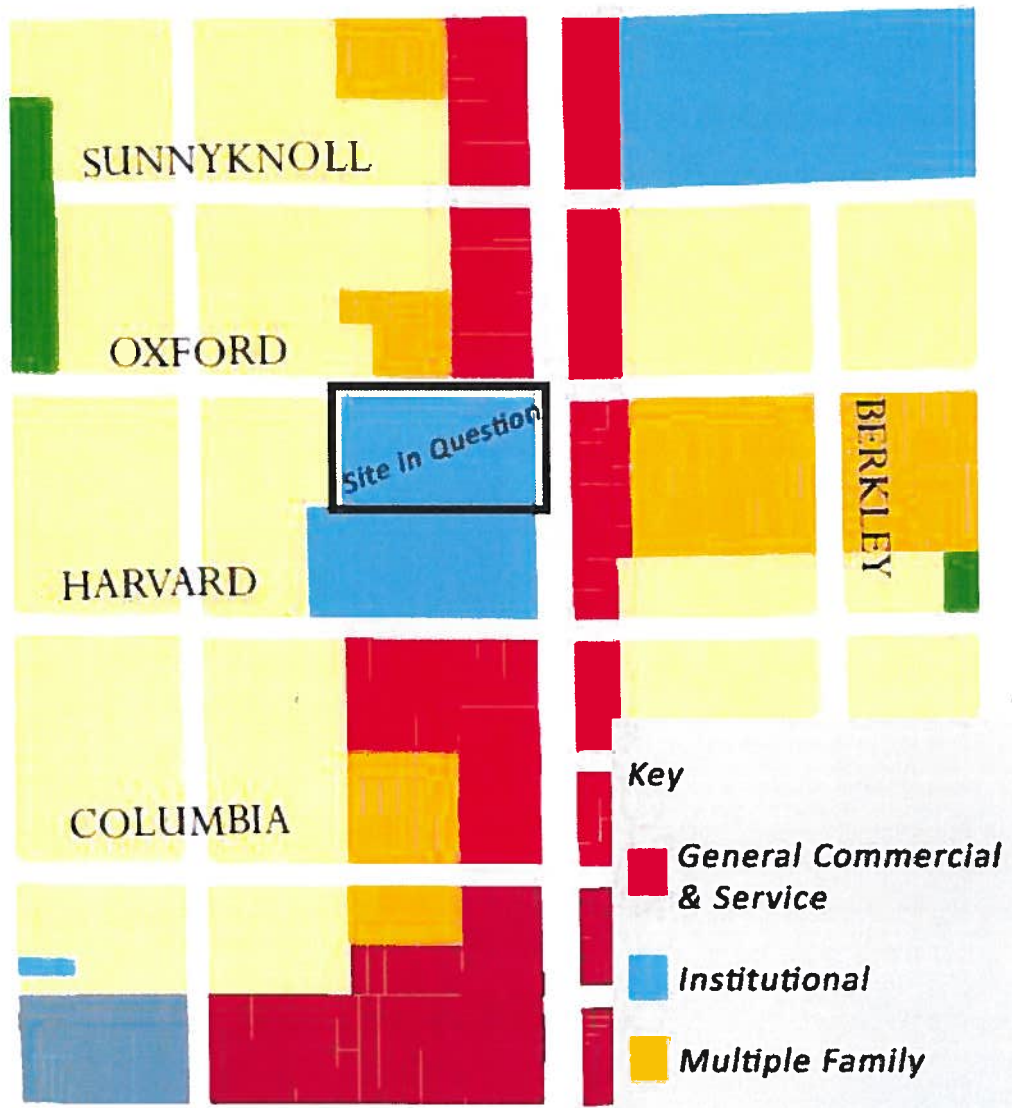 SUNNYKNOLL
OXFORD
Site in Question
BERKLEY
HARVARD
Key
COLUMBIA
General Commercial
& Service
Institutional
Multiple Family